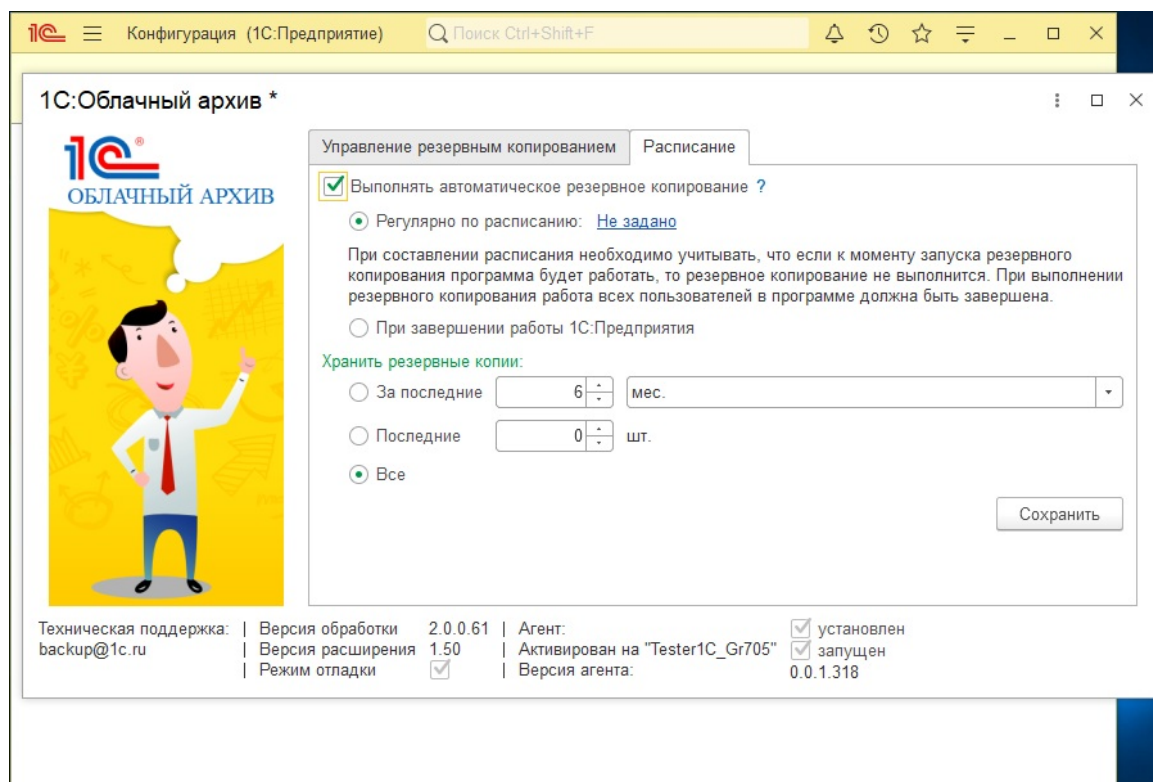 1С Конфигурация (1С:Предприятие) Поиск Ctrl+Shift+F
1С:Облачный архив *
1С®
ОБЛАЧНЫЙ АРХИВ
Управление резервным копированием Расписание
Выполнять автоматическое резервное копирование ?
Регулярно по расписанию: Не задано
При составлении расписания необходимо учитывать, что если к моменту запуска резервного
копирования программа будет работать, то резервное копирование не выполнится. При выполнении
резервного копирования работа всех пользователей в программе должна быть завершена.
При завершении работы 1С:Предприятия
Хранить резервные копии:
За последние 6 мес.
Последние 0 шт.
Все
Сохранить
Техническая поддержка: | Версия обработки 2.0.0.61 | Агент: установлен
backup@1c.ru | Версия расширения 1.50 | Активирован на "Tester1C_Gr705" запущен
| Режим отладки | Версия агента: 0.0.1.318